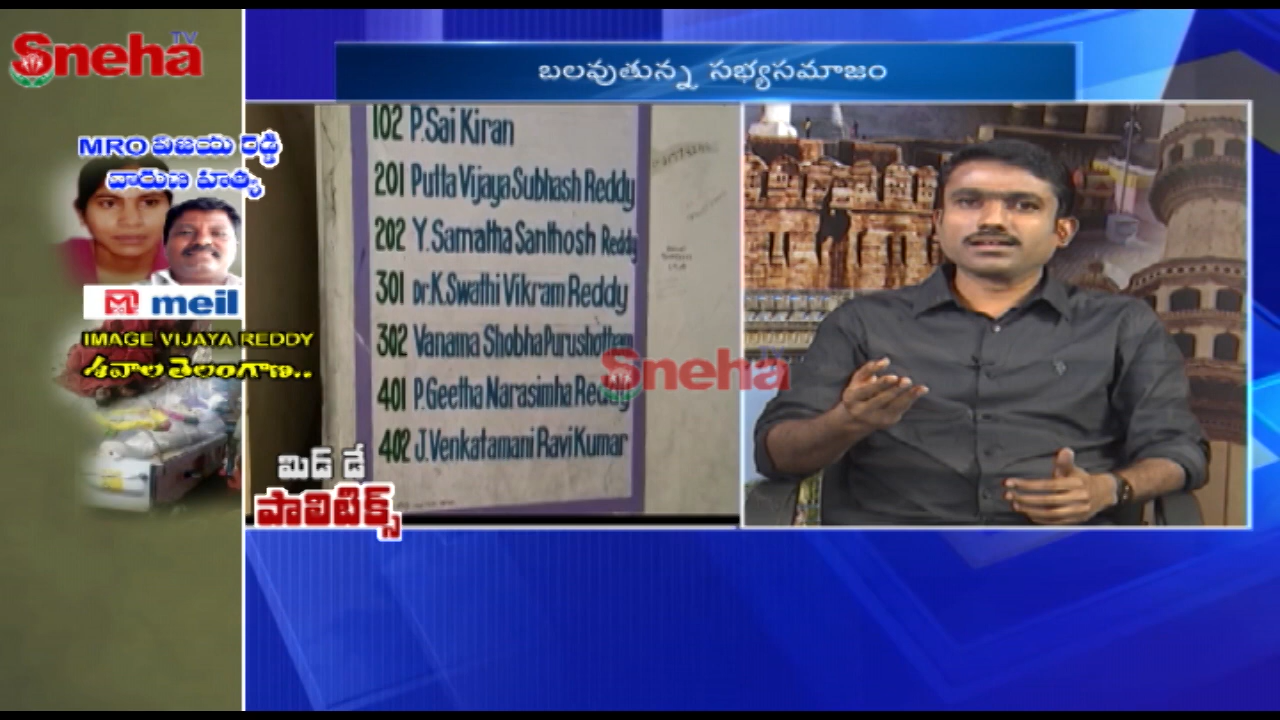 Sneha TV
బలవుతున్న సభ్యసమాజం
MRO విజయ రెడ్డి
దారుణ హత్య
meil
IMAGE VIJAYA REDDY
శవాల తెలంగాణ..
102 P.Sai Kiran
201 Putta Vijaya Subhash Reddy
202 Y.Samatha Santhosh Reddy
301 Dr.K.Swathi Vikram Reddy
302 Vanama Shobha Purushottam
401 P.Geetha Narasimha Reddy
402 J.Venkatamani Ravi Kumar
Sneha
మిడ్ డే
పాలిటిక్స్